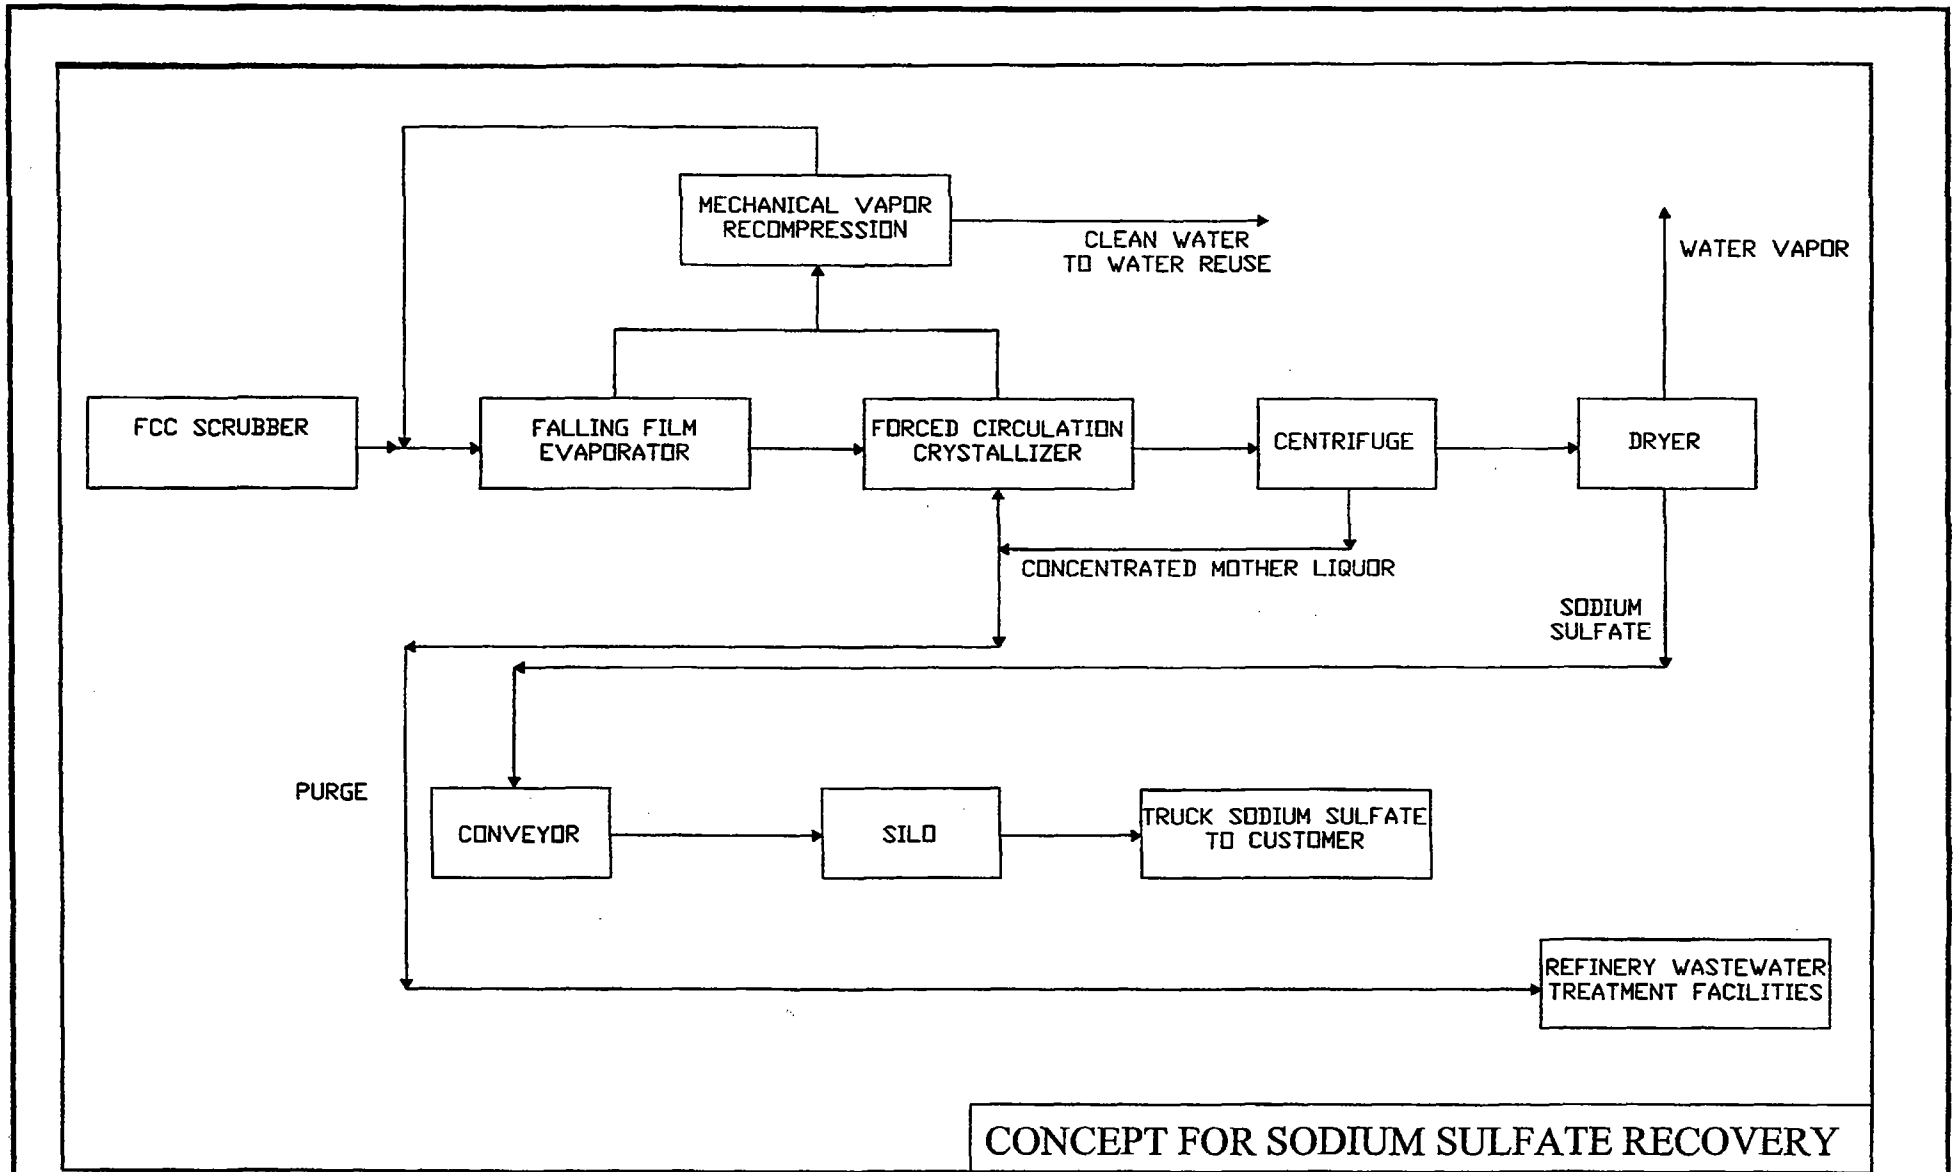 MECHANICAL VAPOR
RECOMPRESSION
CLEAN WATER
TO WATER REUSE
WATER VAPOR
FCC SCRUBBER
FALLING FILM
EVAPORATOR
FORCED CIRCULATION
CRYSTALLIZER
CENTRIFUGE
DRYER
CONCENTRATED MOTHER LIQUOR
SODIUM
SULFATE
PURGE
CONVEYOR
SILO
TRUCK SODIUM SULFATE
TO CUSTOMER
REFINERY WASTEWATER
TREATMENT FACILITIES
CONCEPT FOR SODIUM SULFATE RECOVERY